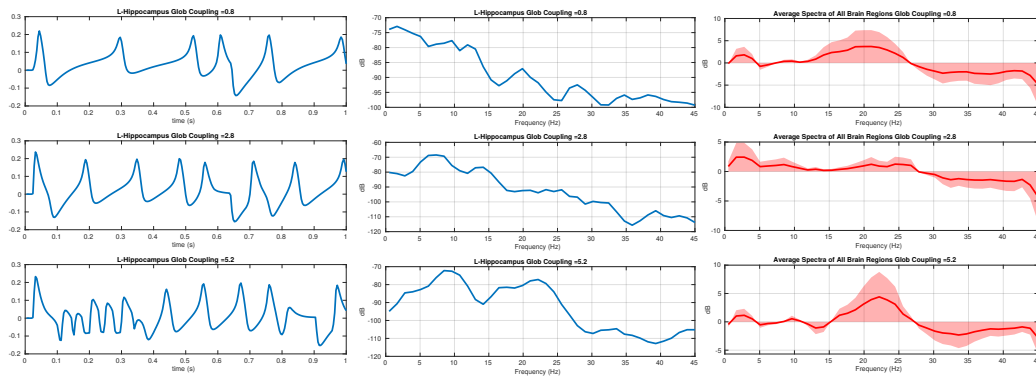 L-Hippocampus Glob Coupling =0.8
0.3
0.2
0.1
0
-0.1
-0.2
0 0.1 0.2 0.3 0.4 0.5 0.6 0.7 0.8 0.9 1
time (s)
L-Hippocampus Glob Coupling =0.8
-70
-75
-80
-85
-90
-95
-100
dB
0 5 10 15 20 25 30 35 40 45
Frequency (Hz)
Average Spectra of All Brain Regions Glob Coupling =0.8
10
5
0
-5
-10
dB
0 5 10 15 20 25 30 35 40 45
Frequency (Hz)
L-Hippocampus Glob Coupling =2.8
0.3
0.2
0.1
0
-0.1
-0.2
0 0.1 0.2 0.3 0.4 0.5 0.6 0.7 0.8 0.9 1
time (s)
L-Hippocampus Glob Coupling =2.8
-60
-70
-80
-90
-100
-110
-120
dB
0 5 10 15 20 25 30 35 40 45
Frequency (Hz)
Average Spectra of All Brain Regions Glob Coupling =2.8
5
0
-5
-10
dB
0 5 10 15 20 25 30 35 40 45
Frequency (Hz)
L-Hippocampus Glob Coupling =5.2
0.3
0.2
0.1
0
-0.1
-0.2
0 0.1 0.2 0.3 0.4 0.5 0.6 0.7 0.8 0.9 1
time (s)
L-Hippocampus Glob Coupling =5.2
-70
-80
-90
-100
-110
-120
dB
0 5 10 15 20 25 30 35 40 45
Frequency (Hz)
Average Spectra of All Brain Regions Glob Coupling =5.2
10
5
0
-5
dB
0 5 10 15 20 25 30 35 40 45
Frequency (Hz)